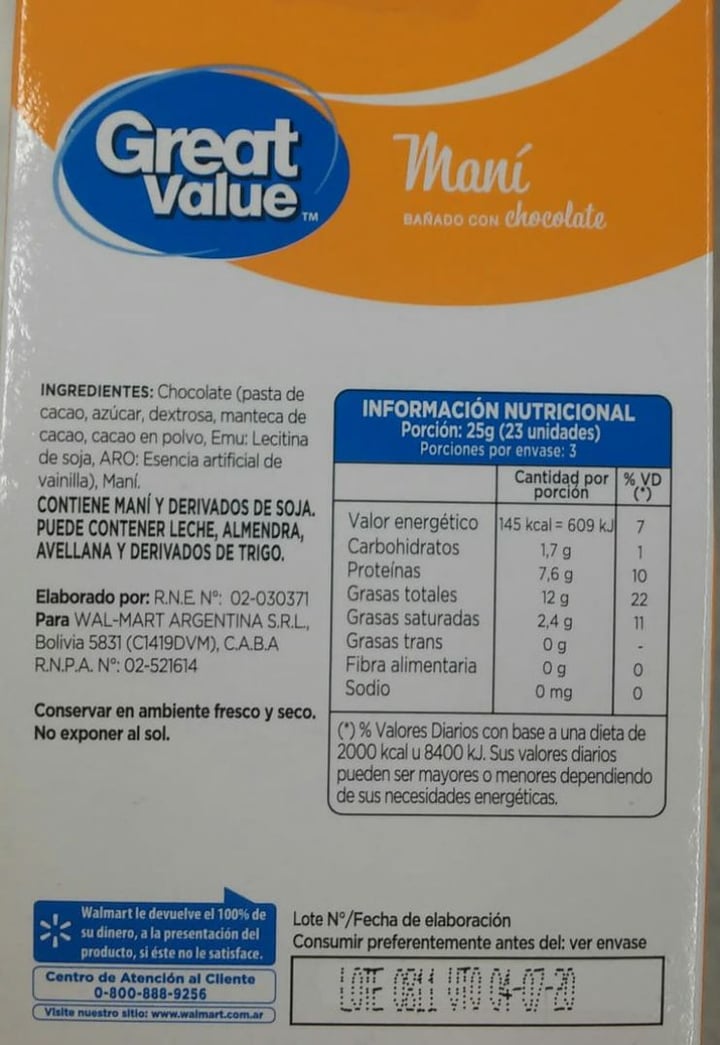 Great
Value™
Maní
BAÑADO CON chocolate
INGREDIENTES: Chocolate (pasta de
cacao, azúcar, dextrosa, manteca de
cacao, cacao en polvo, Emu: Lecitina
de soja, ARO: Esencia artificial de
vainilla), Maní.
CONTIENE MANÍ Y DERIVADOS DE SOJA.
PUEDE CONTENER LECHE, ALMENDRA,
AVELLANA Y DERIVADOS DE TRIGO.
Elaborado por: R.N.E N°: 02-030371
Para WAL-MART ARGENTINA S.R.L.,
Bolivia 5831 (C1419DVM), C.A.B.A
R.N.P.A. N°: 02-521614
Conservar en ambiente fresco y seco.
No exponer al sol.
INFORMACIÓN NUTRICIONAL
Porción: 25g (23 unidades)
Porciones por envase: 3
Cantidad por porción % VD (*)
Valor energético 145 kcal = 609 kJ 7
Carbohidratos 1,7 g 1
Proteínas 7,6 g 10
Grasas totales 12 g 22
Grasas saturadas 2,4 g 11
Grasas trans 0 g -
Fibra alimentaria 0 g 0
Sodio 0 mg 0
(*) % Valores Diarios con base a una dieta de
2000 kcal u 8400 kJ. Sus valores diarios
pueden ser mayores o menores dependiendo
de sus necesidades energéticas.
Walmart le devuelve el 100% de
su dinero, a la presentación del
producto, si éste no le satisface.
Centro de Atención al Cliente
0-800-888-9256
Visite nuestro sitio: www.walmart.com.ar
Lote N°/Fecha de elaboración
Consumir preferentemente antes del: ver envase
LOTE 0811 VTO 04-07-20